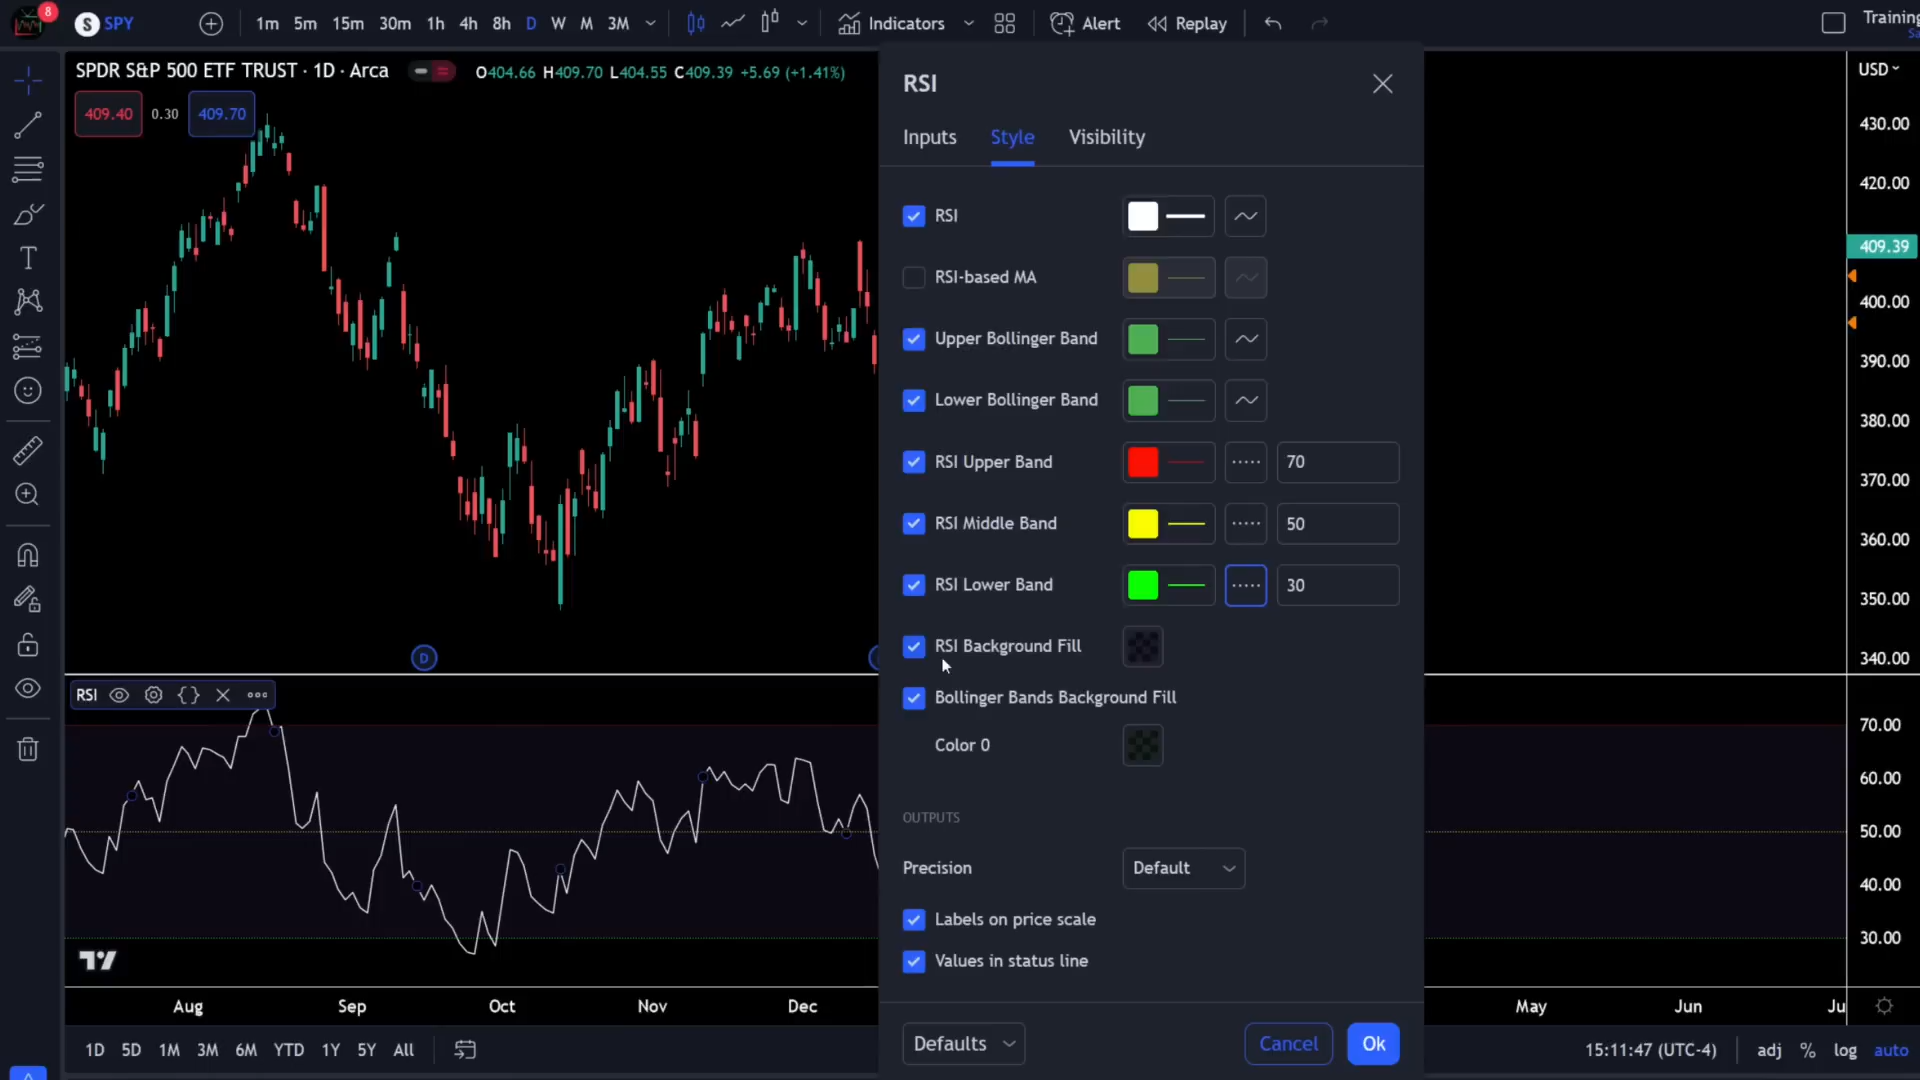 8
S SPY
1m 5m 15m 30m 1h 4h 8h D W M 3M
Indicators
Alert
Replay
Training
Sa
SPDR S&P 500 ETF TRUST · 1D · Arca
O404.66 H409.70 L404.55 C409.39 +5.69 (+1.41%)
409.40 0.30 409.70
USD
430.00
420.00
409.39
400.00
390.00
380.00
370.00
360.00
350.00
340.00
D
RSI
Inputs Style Visibility
RSI
RSI-based MA
Upper Bollinger Band
Lower Bollinger Band
RSI Upper Band 70
RSI Middle Band 50
RSI Lower Band 30
RSI Background Fill
Bollinger Bands Background Fill
Color 0
OUTPUTS
Precision Default
Labels on price scale
Values in status line
Defaults Cancel Ok
RSI
70.00
60.00
50.00
40.00
30.00
Aug Sep Oct Nov Dec May Jun Ju
1D 5D 1M 3M 6M YTD 1Y 5Y All
15:11:47 (UTC-4) adj % log auto